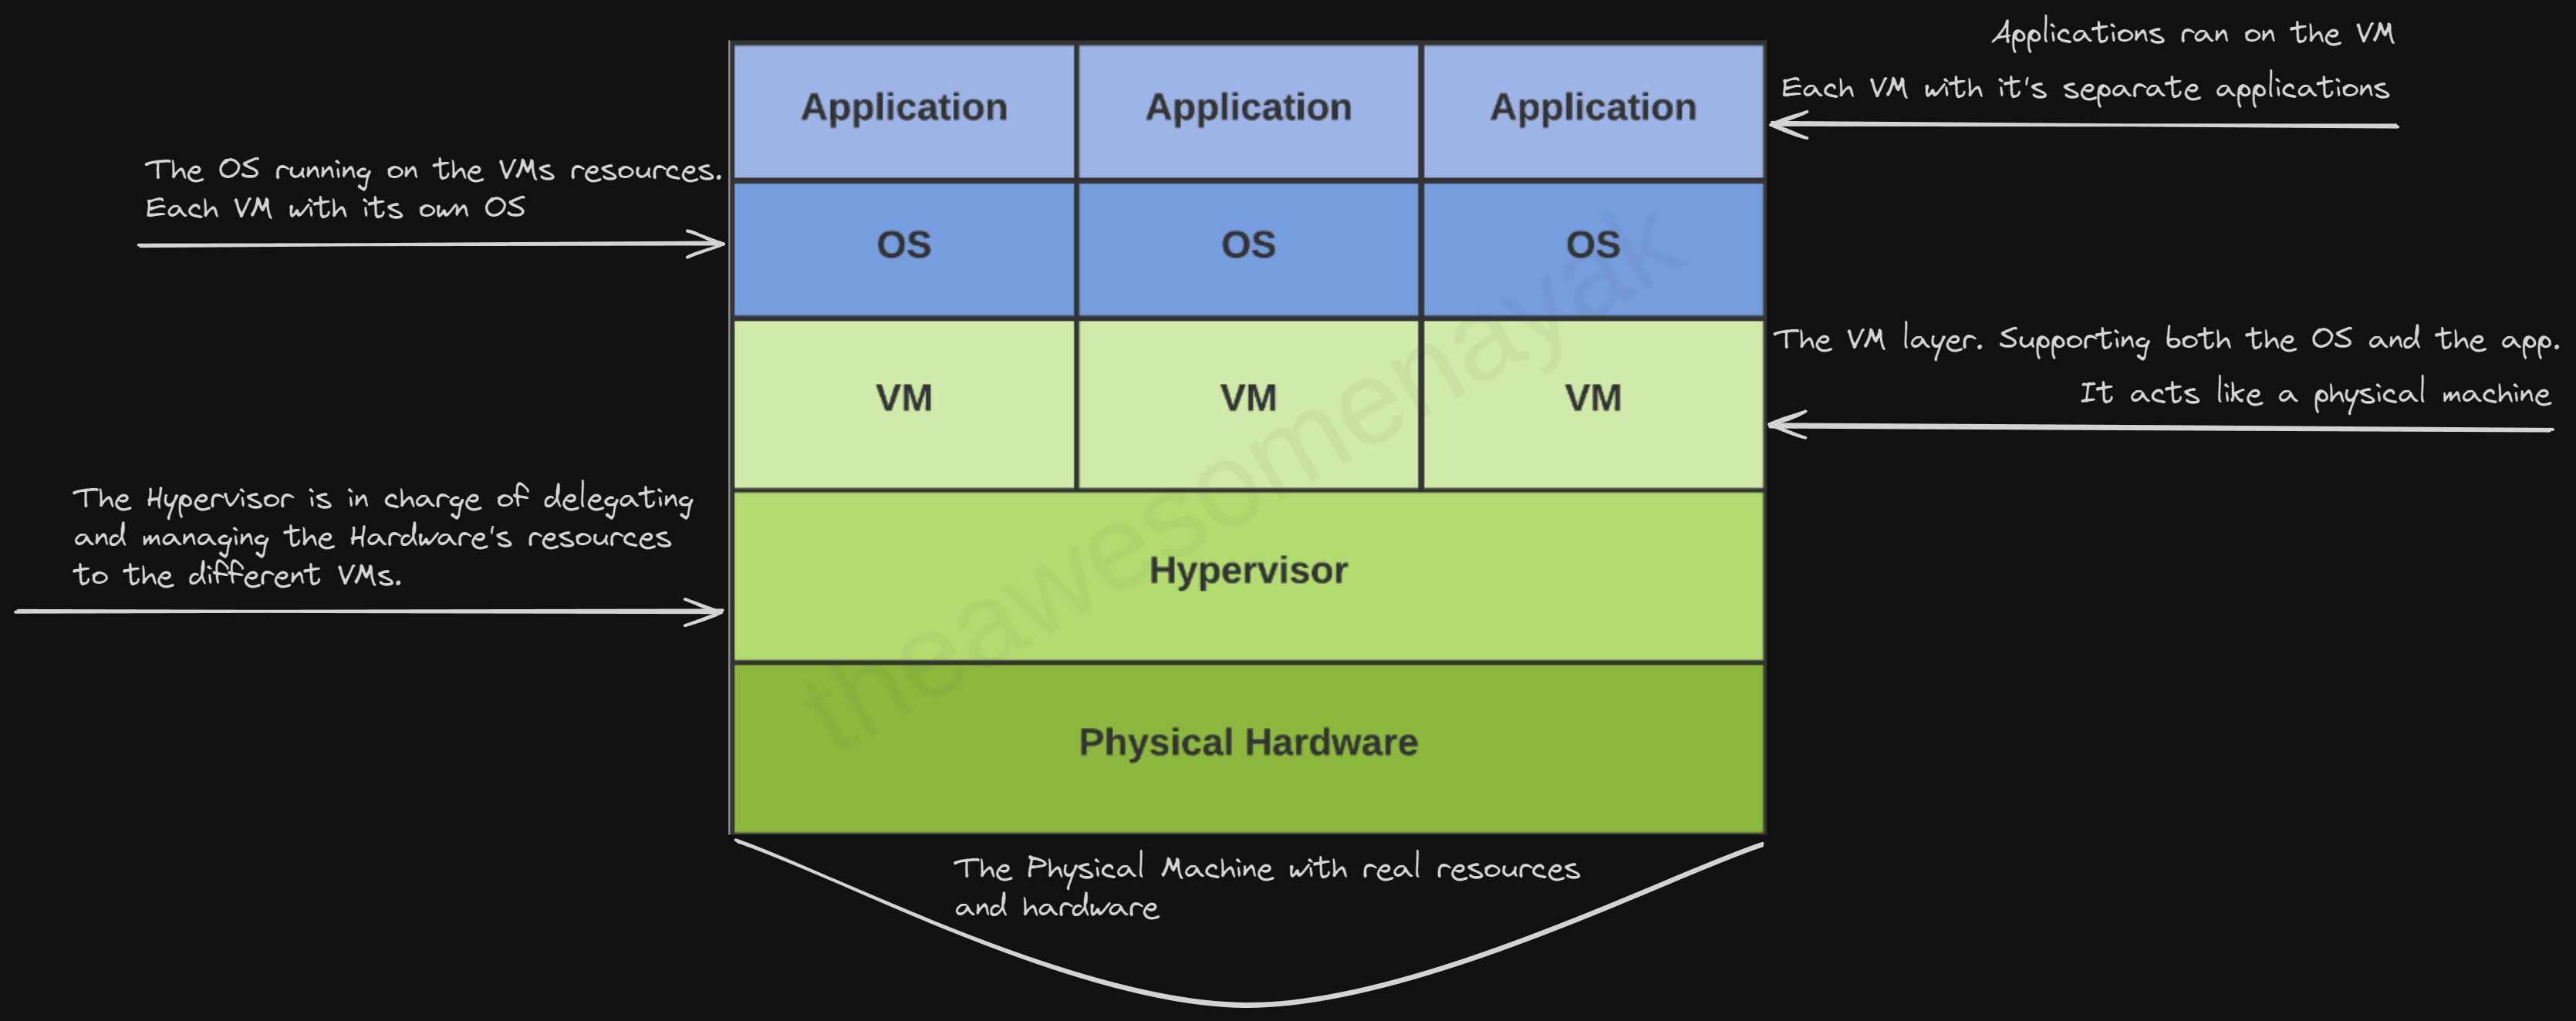 Applications ran on the VM
Each VM with it's separate applications
Application Application Application
The OS running on the VMs resources.
Each VM with its own OS
OS OS OS
The VM layer. Supporting both the OS and the app.
It acts like a physical machine
VM VM VM
The Hypervisor is in charge of delegating
and managing the Hardware's resources
to the different VMs.
Hypervisor
Physical Hardware
theawesomenayak
The Physical Machine with real resources
and hardware